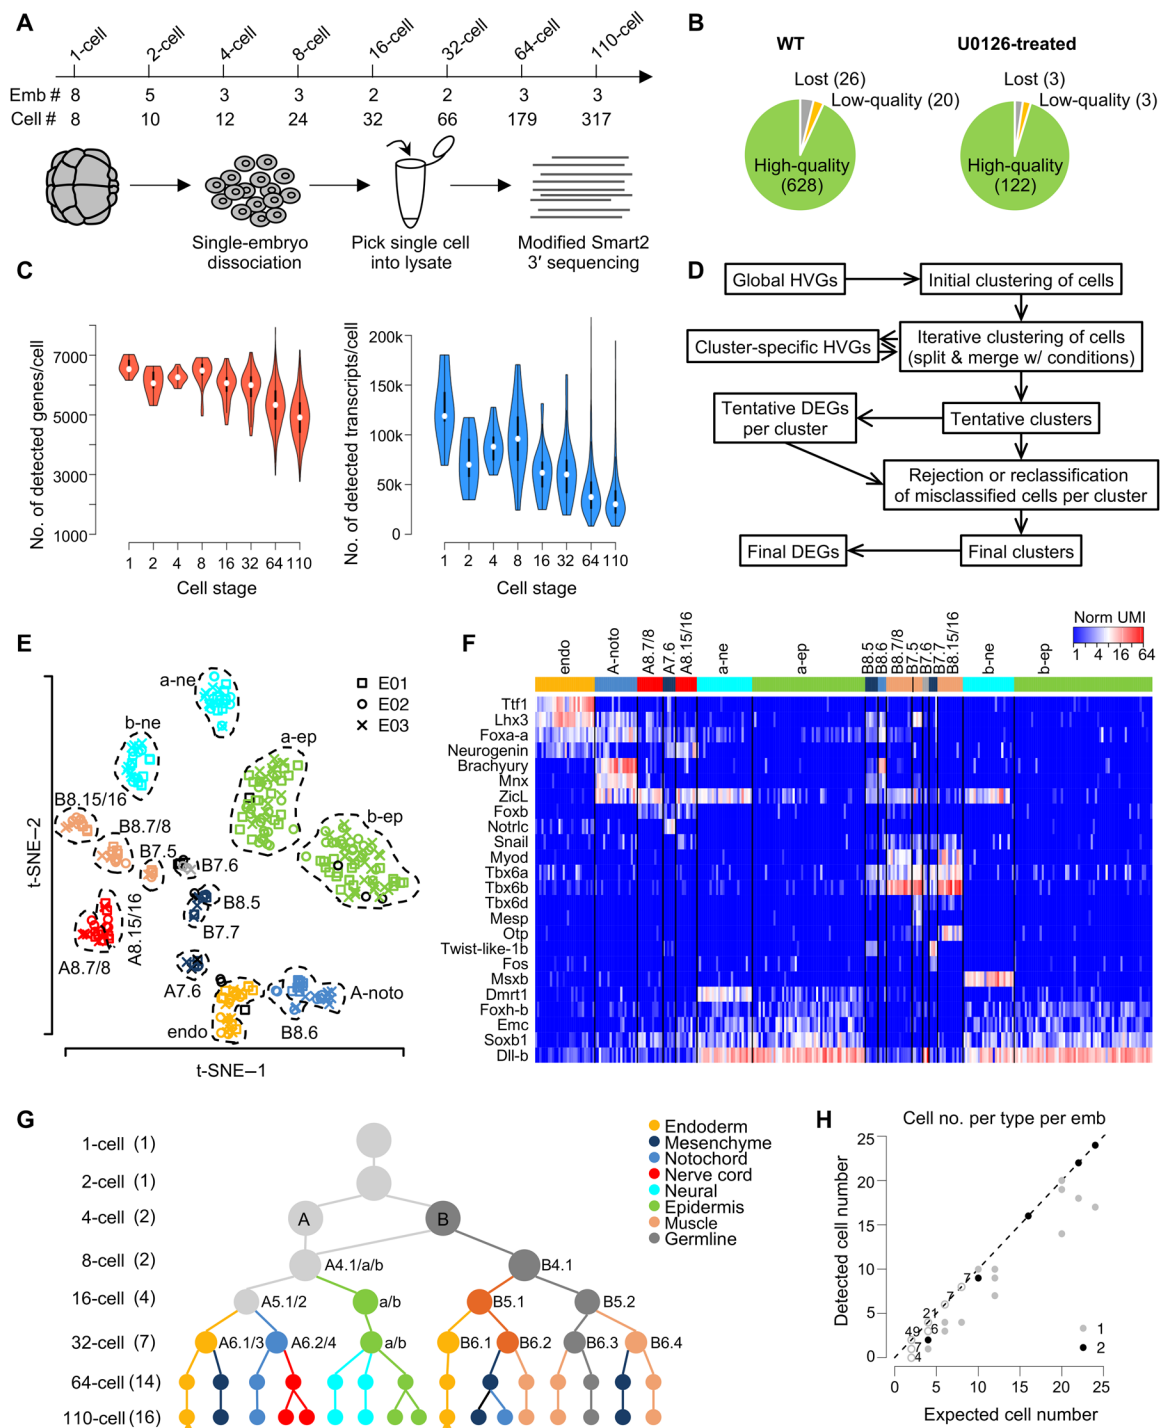 A
1-cell 2-cell 4-cell 8-cell 16-cell 32-cell 64-cell 110-cell
Emb # 8 5 3 3 2 2 3 3
Cell # 8 10 12 24 32 66 179 317
Single-embryo
dissociation
Pick single cell
into lysate
Modified Smart2
3′ sequencing
B
WT
Lost (26)
Low-quality (20)
High-quality
(628)
U0126-treated
Lost (3)
Low-quality (3)
High-quality
(122)
C
No. of detected genes/cell
7000
5000
3000
1000
1 2 4 8 16 32 64 110
Cell stage
No. of detected transcripts/cell
200k
150k
100k
50k
0
1 2 4 8 16 32 64 110
Cell stage
D
Global HVGs
Initial clustering of cells
Cluster-specific HVGs
Iterative clustering of cells
(split & merge w/ conditions)
Tentative DEGs
per cluster
Tentative clusters
Rejection or reclassification
of misclassified cells per cluster
Final DEGs
Final clusters
E
a-ne
E01
E02
E03
b-ne
a-ep
B8.15/16
B8.7/8
b-ep
B7.5
B7.6
B8.5
B7.7
A8.15/16
A8.7/8
A7.6
A-noto
endo
B8.6
t-SNE–2
t-SNE–1
F
Norm UMI
1 4 16 64
endo A-noto A8.7/8 A7.6 A8.15/16 a-ne a-ep B8.5 B8.6 B8.7/8 B7.5 B7.6 B7.7 B8.15/16 b-ne b-ep
Ttf1
Lhx3
Foxa-a
Neurogenin
Brachyury
Mnx
ZicL
Foxb
Notrlc
Snail
Myod
Tbx6a
Tbx6b
Tbx6d
Mesp
Otp
Twist-like-1b
Fos
Msxb
Dmrt1
Foxh-b
Emc
Soxb1
Dll-b
G
1-cell (1)
2-cell (1)
4-cell (2) A B
8-cell (2) A4.1/a/b B4.1
16-cell (4) A5.1/2 a/b B5.1 B5.2
32-cell (7) A6.1/3 A6.2/4 a/b B6.1 B6.2 B6.3 B6.4
64-cell (14)
110-cell (16)
Endoderm
Mesenchyme
Notochord
Nerve cord
Neural
Epidermis
Muscle
Germline
H
Cell no. per type per emb
Detected cell number
25
20
15
10
5
0
7
7
21
49 6
7
4
1
2
0 5 10 15 20 25
Expected cell number